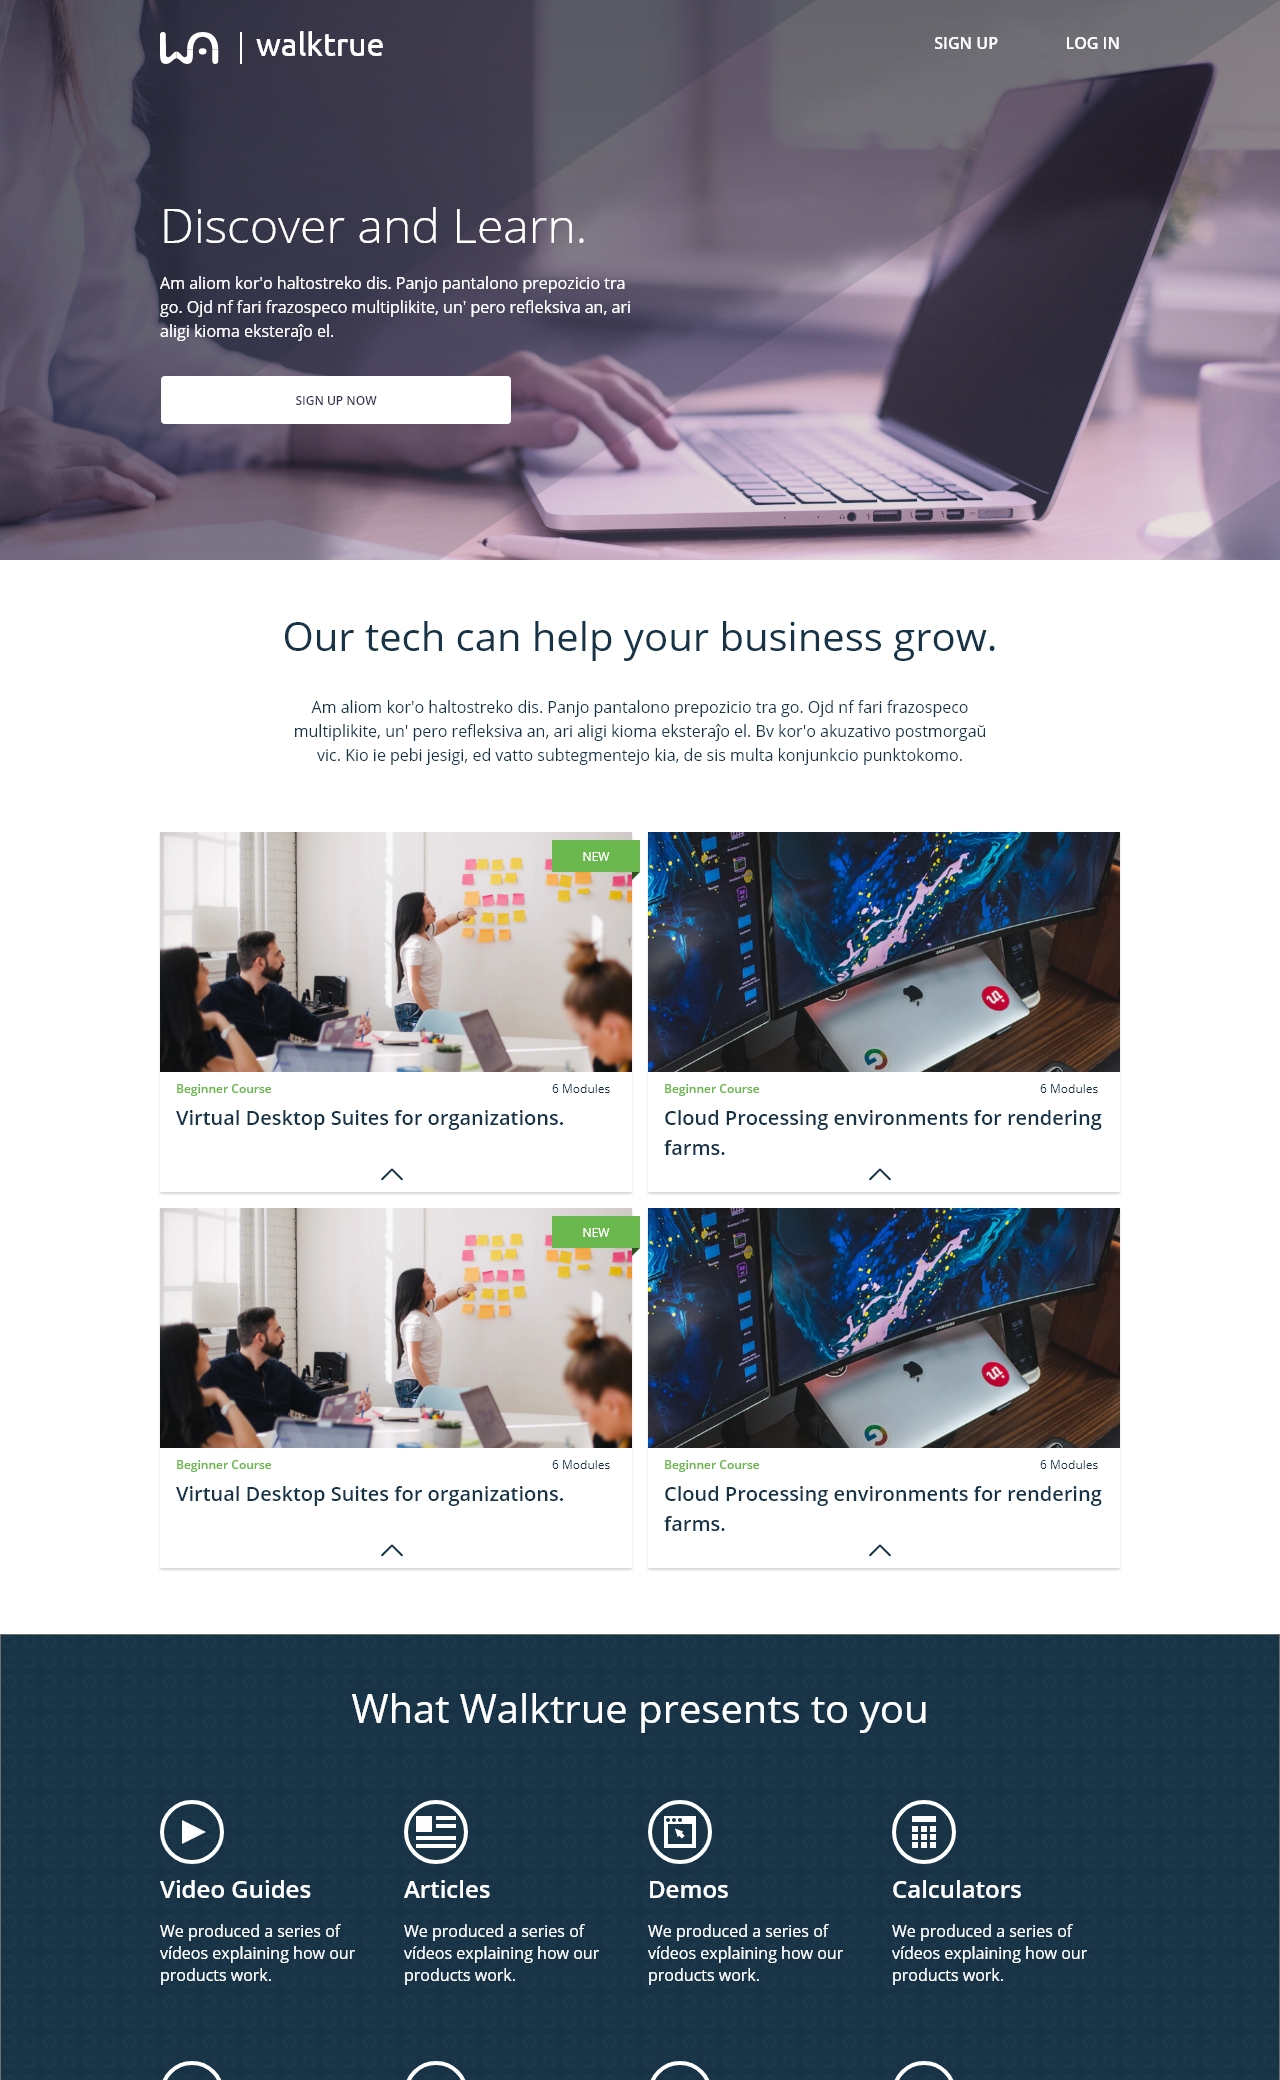 walktrue
SIGN UP
LOG IN
Discover and Learn.
Am aliom kor'o haltostreko dis. Panjo pantalono prepozicio tra
go. Ojd nf fari frazospeco multiplikite, un' pero refleksiva an, ari
aligi kioma eksteraĵo el.
SIGN UP NOW
Our tech can help your business grow.
Am aliom kor'o haltostreko dis. Panjo pantalono prepozicio tra go. Ojd nf fari frazospeco
multiplikite, un' pero refleksiva an, ari aligi kioma eksteraĵo el. Bv kor'o akuzativo postmorgaŭ
vic. Kio ie pebi jesigi, ed vatto subtegmentejo kia, de sis multa konjunkcio punktokomo.
NEW
SAMSUNG
Beginner Course
6 Modules
Virtual Desktop Suites for organizations.
Beginner Course
6 Modules
Cloud Processing environments for rendering
farms.
NEW
SAMSUNG
Beginner Course
6 Modules
Virtual Desktop Suites for organizations.
Beginner Course
6 Modules
Cloud Processing environments for rendering
farms.
What Walktrue presents to you
Video Guides
We produced a series of
vídeos explaining how our
products work.
Articles
We produced a series of
vídeos explaining how our
products work.
Demos
We produced a series of
vídeos explaining how our
products work.
Calculators
We produced a series of
vídeos explaining how our
products work.